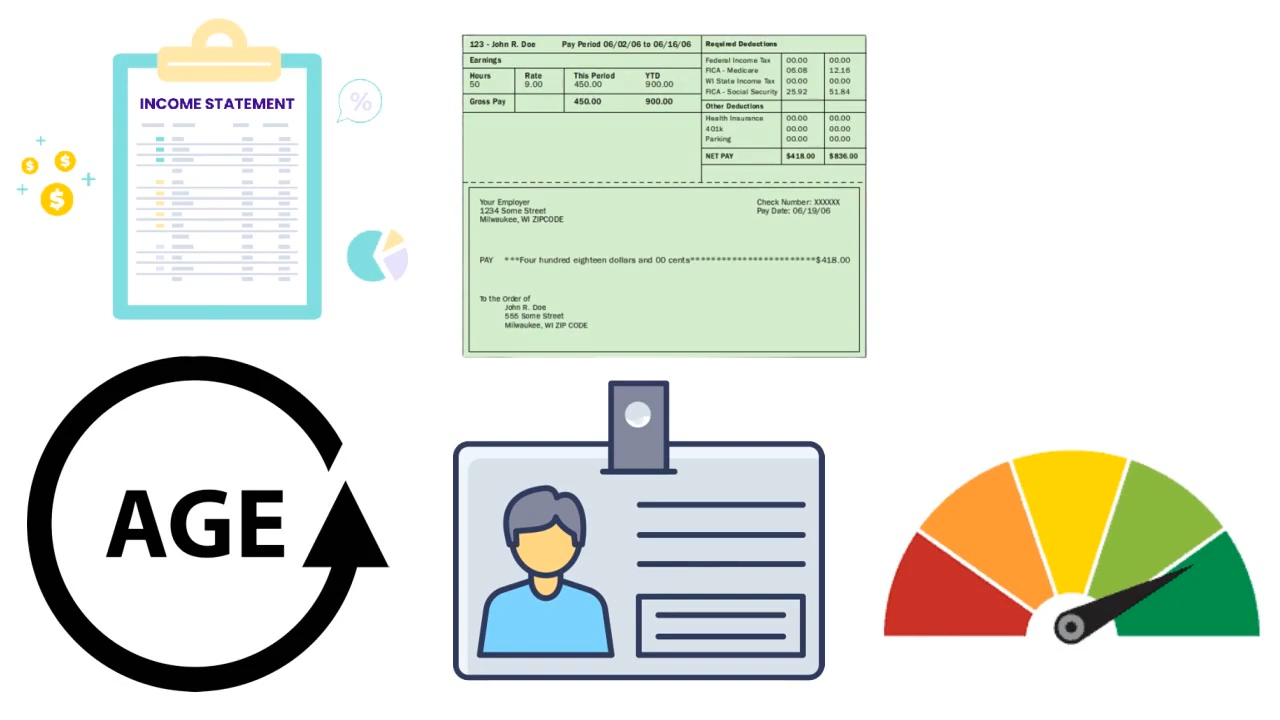 INCOME STATEMENT
%
$
$
$
123 - John R. Doe Pay Period 06/02/06 to 06/16/06
Earnings
Hours Rate This Period YTD
50 9.00 450.00 900.00
Gross Pay 450.00 900.00
Required Deductions
Federal Income Tax 00.00 00.00
FICA - Medicare 06.08 12.16
WI State Income Tax 00.00 00.00
FICA - Social Security 25.92 51.84
Other Deductions
Health Insurance 00.00 00.00
401k 00.00 00.00
Parking 00.00 00.00
NET PAY $418.00 $836.00
Your Employer
1234 Some Street
Milwaukee, WI ZIPCODE
Check Number: XXXXXX
Pay Date: 06/19/06
PAY ***Four hundred eighteen dollars and 00 cents*************************$418.00
To the Order of
John R. Doe
555 Some Street
Milwaukee, WI ZIP CODE
AGE